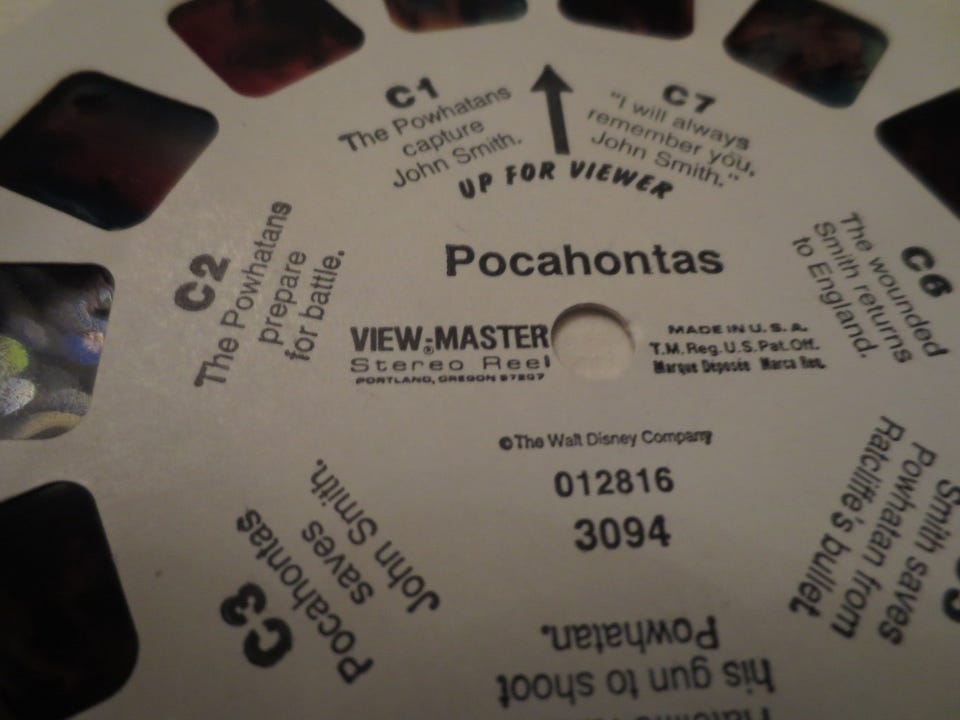 C1
The Powhatans
capture
John Smith.
C7
"I will always
remember you,
John Smith."
UP FOR VIEWER
C2
The Powhatans
prepare
for battle.
Pocahontas
C6
The wounded
Smith returns
to England.
VIEW-MASTER
Stereo Reel
PORTLAND, OREGON 97207
MADE IN U.S.A.
T.M. Reg. U.S. Pat. Off.
Marque Déposée Marca Reg.
©The Walt Disney Company
012816
3094
C3
Pocahontas
saves
John Smith.
Smith saves
Powhatan from
Ratcliffe's bullet.
his gun to shoot
Powhatan.